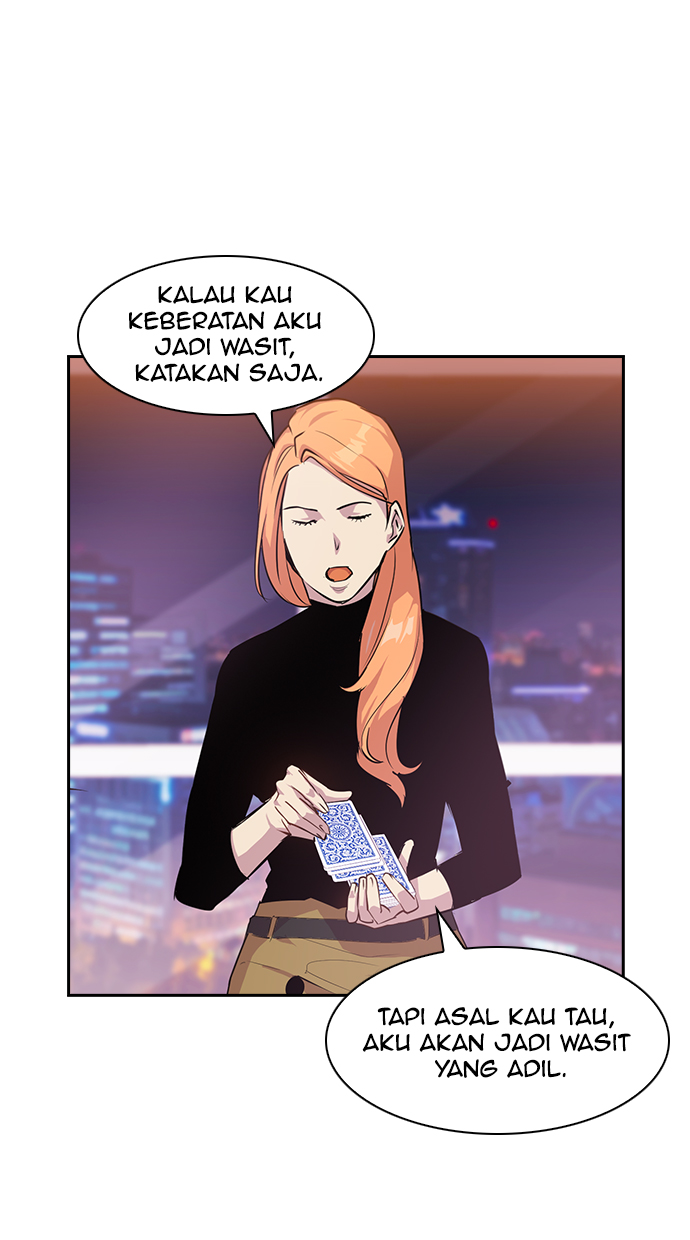 KALAU KAU
KEBERATAN AKU
JADI WASIT,
KATAKAN SAJA.
TAPI ASAL KAU TAU,
AKU AKAN JADI WASIT
YANG ADIL.